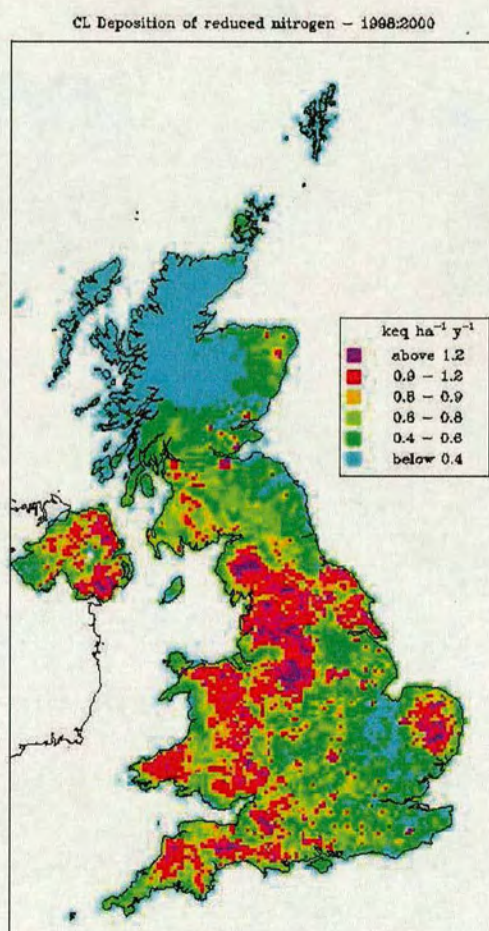 CL Deposition of reduced nitrogen – 1998:2000
keq ha⁻¹ y⁻¹
above 1.2
0.9 – 1.2
0.8 – 0.9
0.6 – 0.8
0.4 – 0.6
below 0.4